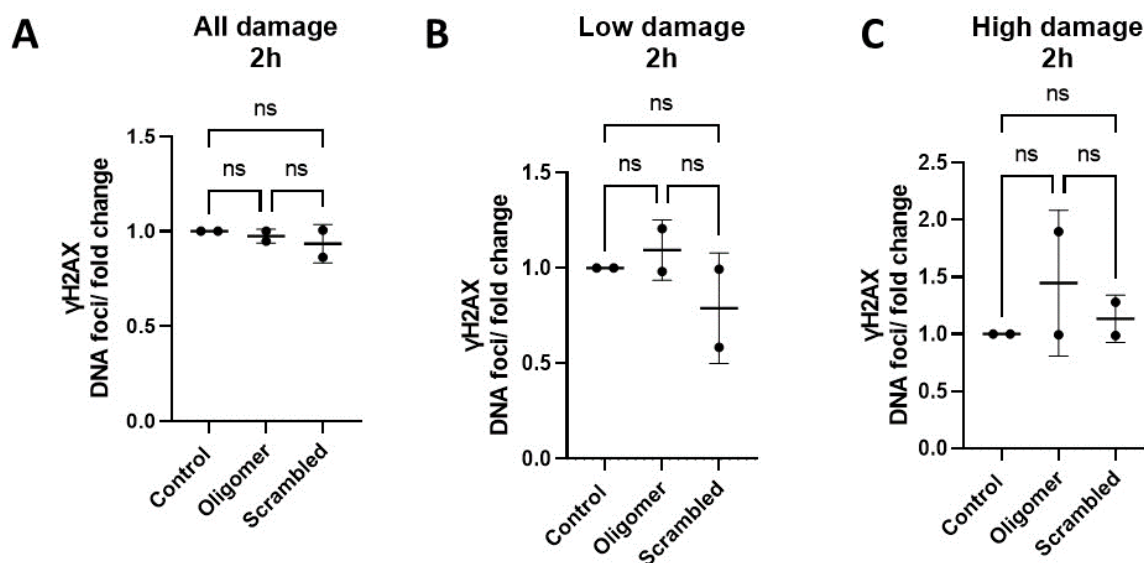 A
All damage
2h
ns
ns
ns
1.5
1.0
0.5
0.0
γH2AX
DNA foci/ fold change
Control
Oligomer
Scrambled
B
Low damage
2h
ns
ns
ns
1.5
1.0
0.5
0.0
γH2AX
DNA foci/ fold change
Control
Oligomer
Scrambled
C
High damage
2h
ns
ns
ns
2.5
2.0
1.5
1.0
0.5
0.0
γH2AX
DNA foci/ fold change
Control
Oligomer
Scrambled